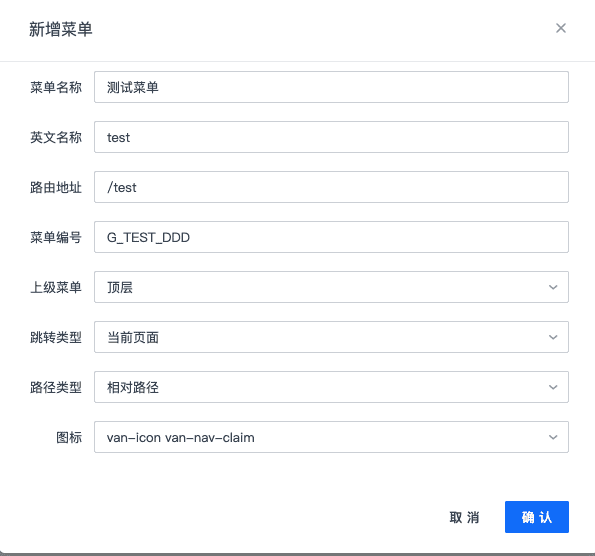 新增菜单
菜单名称 测试菜单
英文名称 test
路由地址 /test
菜单编号 G_TEST_DDD
上级菜单 顶层
跳转类型 当前页面
路径类型 相对路径
图标 van-icon van-nav-claim
取 消 确 认